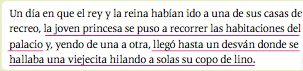 Un día en que el rey y la reina habían ido a una de sus casas de
recreo, la joven princesa se puso a recorrer las habitaciones del
palacio y, yendo de una a otra, llegó hasta un desván donde se
hallaba una viejecita hilando a solas su copo de lino.